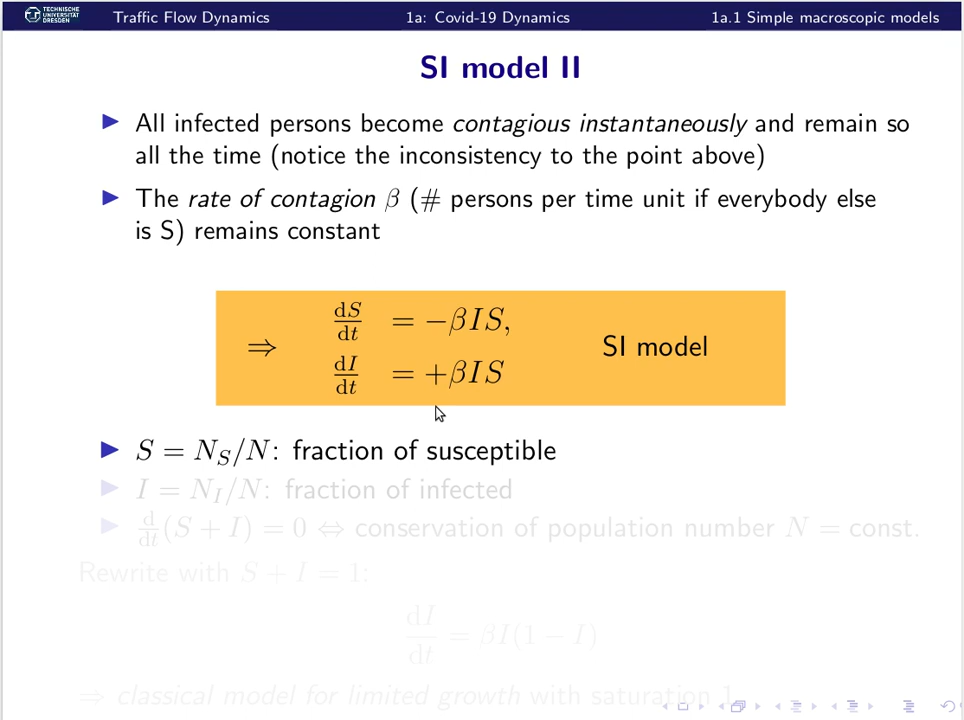 TECHNISCHE UNIVERSITÄT DRESDEN
Traffic Flow Dynamics 1a: Covid-19 Dynamics 1a.1 Simple macroscopic models
SI model II
All infected persons become contagious instantaneously and remain so
all the time (notice the inconsistency to the point above)
The rate of contagion β (# persons per time unit if everybody else
is S) remains constant
⇒ dS/dt = −βIS, SI model
dI/dt = +βIS
S = N_S/N: fraction of susceptible
I = N_I/N: fraction of infected
d/dt(S + I) = 0 ⇔ conservation of population number N = const.
Rewrite with S + I = 1:
dI/dt = βI(1 − I)
⇒ classical model for limited growth with saturation 1